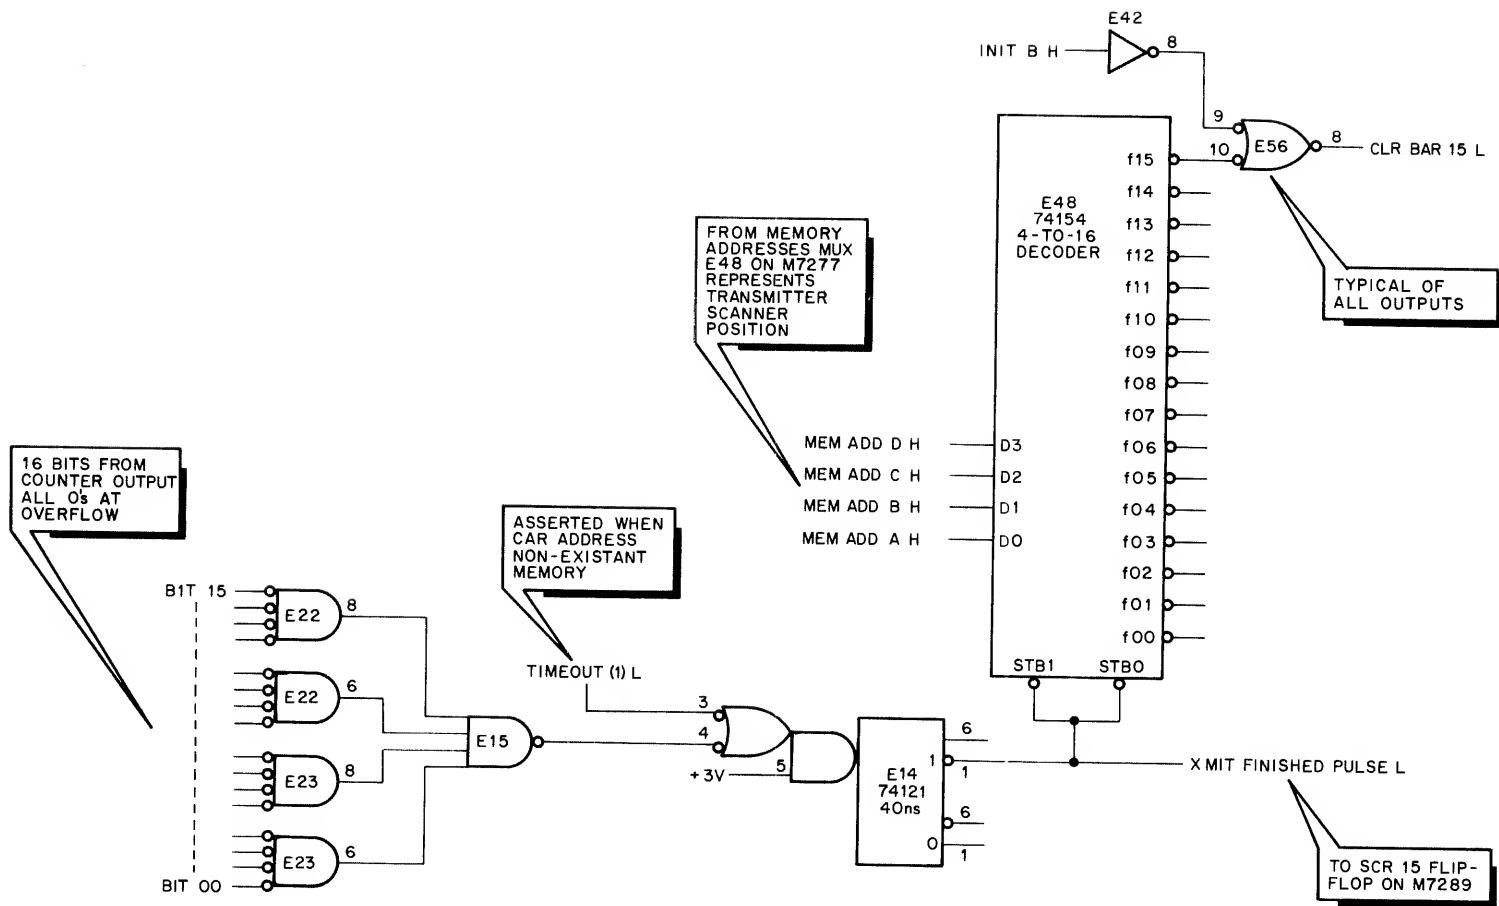 E42
INIT B H
8
9
10
E56
8
CLR BAR 15 L
TYPICAL OF
ALL OUTPUTS
E48
74154
4-TO-16
DECODER
f15
f14
f13
f12
f11
f10
f09
f08
f07
f06
f05
f04
f03
f02
f01
f00
D3
D2
D1
D0
STB1
STB0
FROM MEMORY
ADDRESSES MUX
E48 ON M7277
REPRESENTS
TRANSMITTER
SCANNER
POSITION
MEM ADD D H
MEM ADD C H
MEM ADD B H
MEM ADD A H
16 BITS FROM
COUNTER OUTPUT
ALL 0's AT
OVERFLOW
ASSERTED WHEN
CAR ADDRESS
NON-EXISTANT
MEMORY
BIT 15
E22
8
E22
6
E23
8
E23
6
BIT 00
E15
TIMEOUT (1) L
3
4
+3V
5
E14
74121
40ns
6
1
1
6
0
1
XMIT FINISHED PULSE L
TO SCR 15 FLIP-
FLOP ON M7289